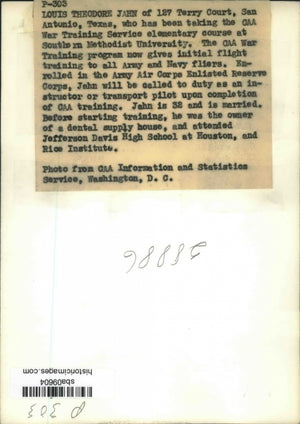 P-303
LOUIS THEODORE JAHN of 127 Terry Court, San
Antonio, Texas, who has been taking the CAA
War Training Service elementary course at
Southern Methodist University. The CAA War
Training program now gives initial flight
training to all Army and Navy fliers. En-
rolled in the Army Air Corps Enlisted Reserve
Corps, Jahn will be called to duty as an in-
structor or transport pilot upon completion
of CAA training. Jahn is 32 and is married.
Before starting training, he was the owner
of a dental supply house, and attended
Jefferson Davis High School at Houston, and
Rice Institute.
Photo from CAA Information and Statistics
Service, Washington, D. C.
28886
historicimages.com
sba09604
P 303